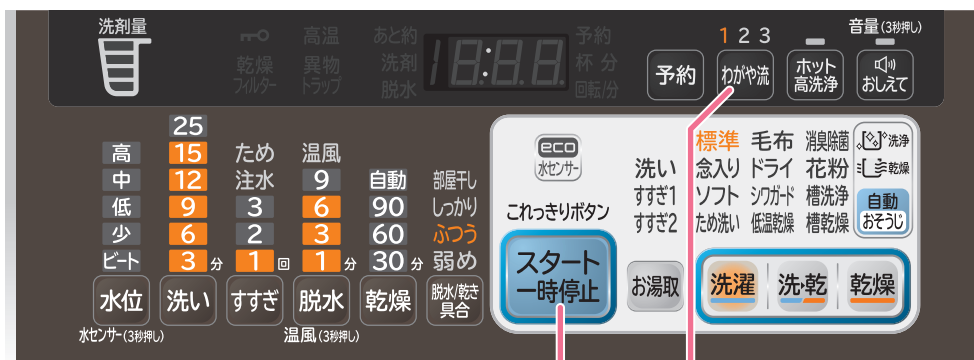 洗剤量
高温
あと約
予約
乾燥
フィルター
異物
トラップ
洗剤
脱水
18:8.8
杯 分
回転/分
1 2 3
音量(3秒押し)
予約
わがや流
ホット
高洗浄
おしえて
25
高
15
ため
温風
中
12
注水
9
自動
部屋干し
低
9
3
6
90
しっかり
少
6
2
3
60
ふつう
ビート
3 分
1 回
1 分
30 分
弱め
水位
洗い
すすぎ
脱水
乾燥
脱水/乾き
具合
水センサー(3秒押し)
温風(3秒押し)
eco
水センサー
これっきりボタン
スタート
一時停止
洗い
すすぎ1
すすぎ2
お湯取
標準
毛布
消臭除菌
洗浄
念入り
ドライ
花粉
乾燥
ソフト
シワガード
槽洗浄
ため洗い
低温乾燥
槽乾燥
自動
おそうじ
洗濯
洗・乾
乾燥